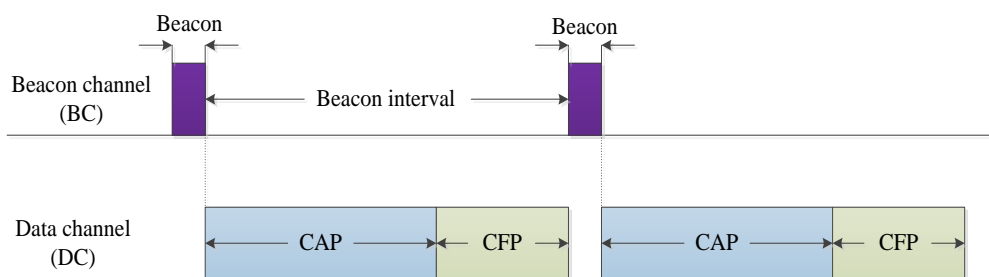 Beacon
Beacon
Beacon channel
(BC)
Beacon interval
Data channel
(DC)
CAP
CFP
CAP
CFP